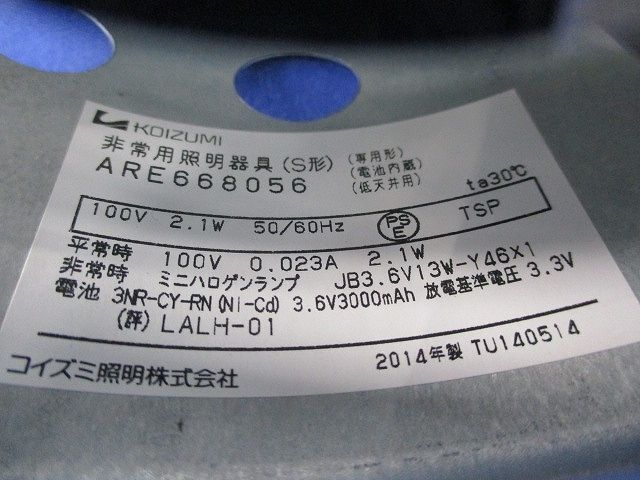 KOIZUMI
非常用照明器具(S形) (専用形)
(電池内蔵)
ARE668056 (低天井用) ta30℃
100V 2.1W 50/60Hz PSE TSP
平常時 100V 0.023A 2.1W
非常時 ミニハロゲンランプ JB3.6V13W-Y46X1
電池 3NR-CY-RN(Ni-Cd) 3.6V3000mAh 放電基準電圧 3.3V
(評) LALH-01
2014年製 TU140514
コイズミ照明株式会社